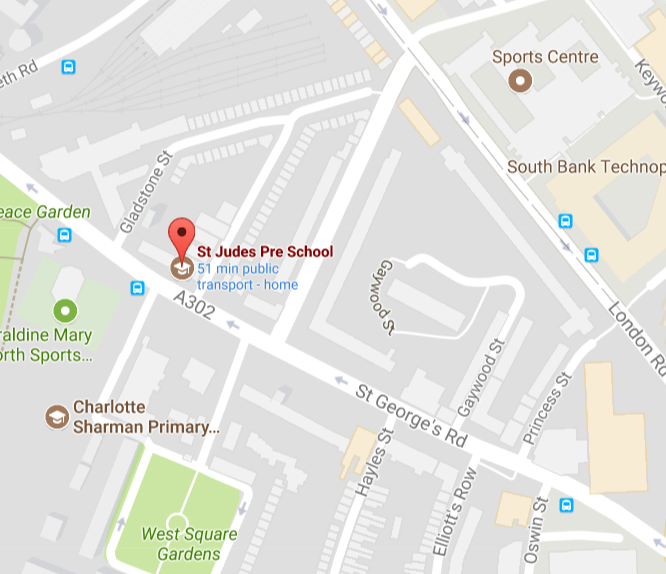 Sports Centre
eth Rd
Keywo
South Bank Technop
Gladstone St
eace Garden
St Judes Pre School
51 min public
transport - home
Gaywood St
A302
London Rd
raldine Mary
orth Sports...
Gaywood St
Princess St
St George's Rd
Charlotte
Sharman Primary...
Hayles St
Elliott's Row
Oswin St
West Square
Gardens